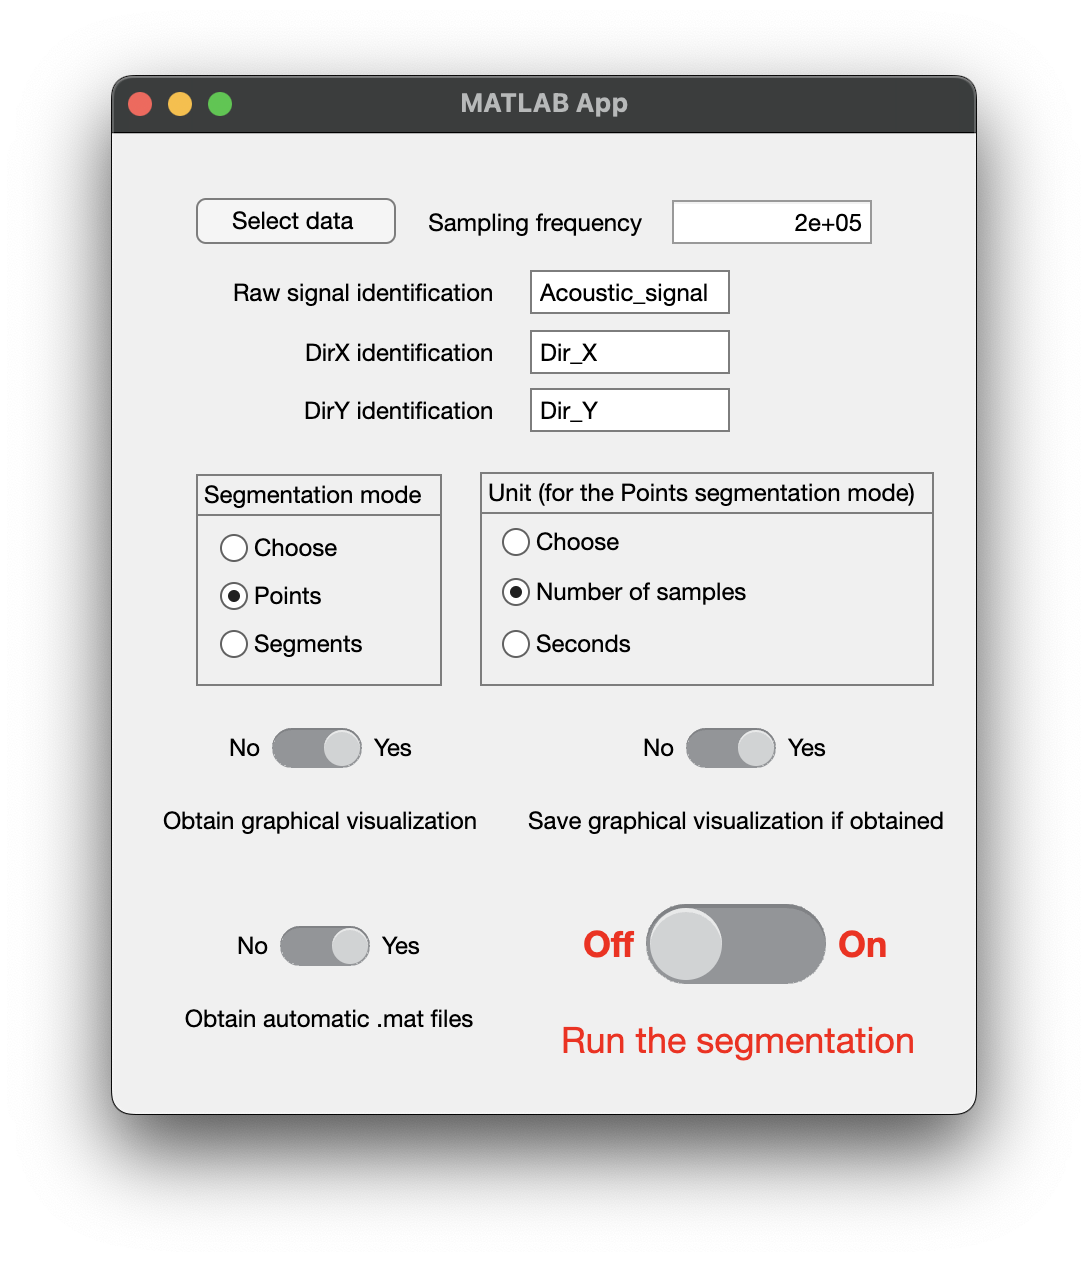 MATLAB App
Select data
Sampling frequency
2e+05
Raw signal identification
Acoustic_signal
DirX identification
Dir_X
DirY identification
Dir_Y
Segmentation mode
Choose
Points
Segments
Unit (for the Points segmentation mode)
Choose
Number of samples
Seconds
No
Yes
Obtain graphical visualization
No
Yes
Save graphical visualization if obtained
No
Yes
Obtain automatic .mat files
Off
On
Run the segmentation